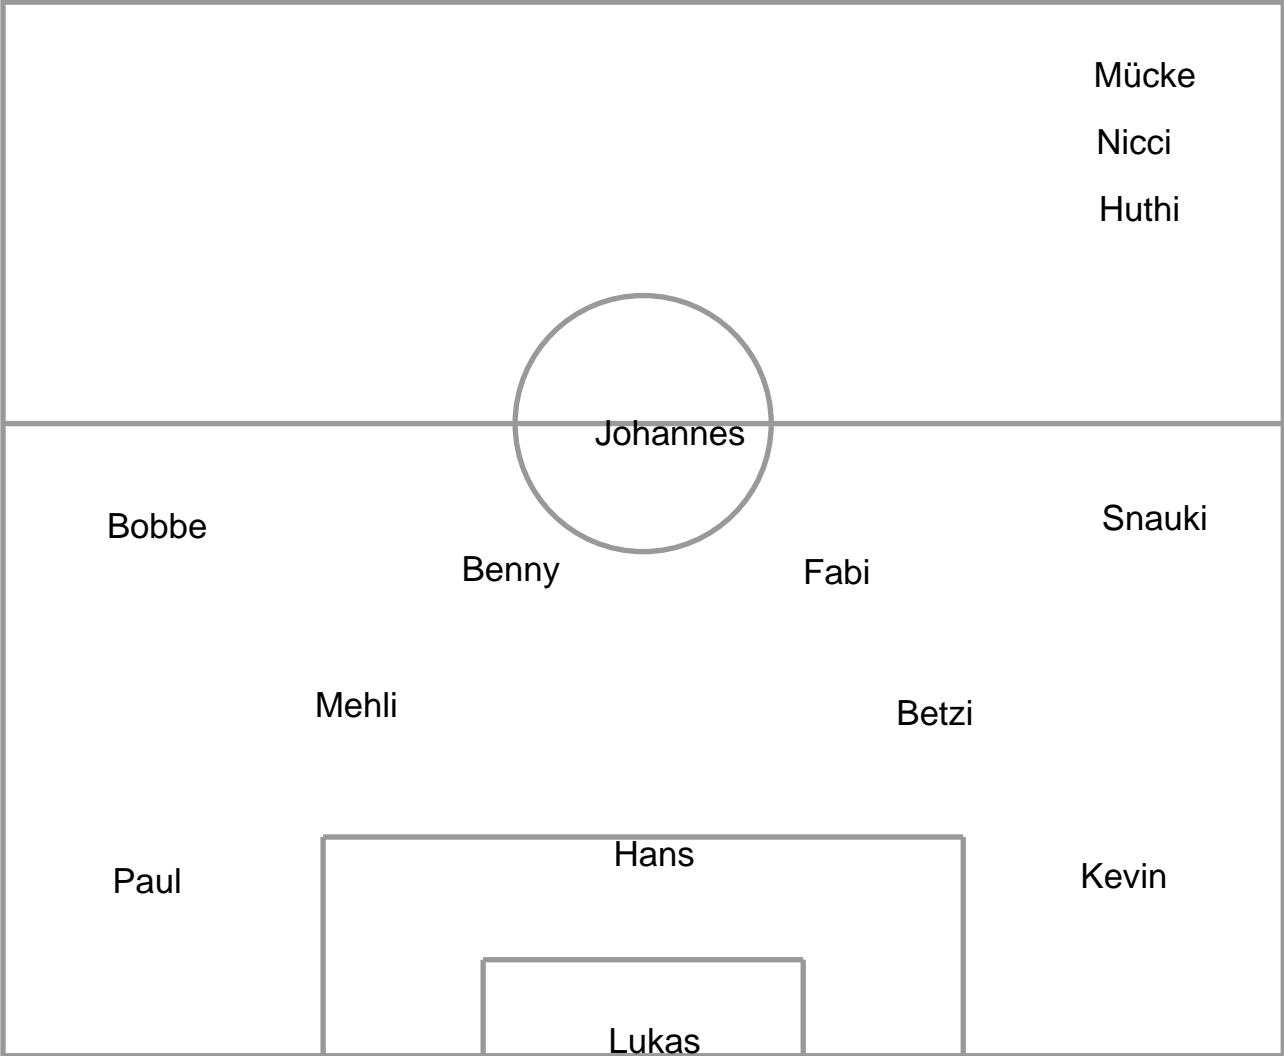 Mücke
Nicci
Huthi
Johannes
Bobbe
Snauki
Benny
Fabi
Mehli
Betzi
Hans
Paul
Kevin
Lukas